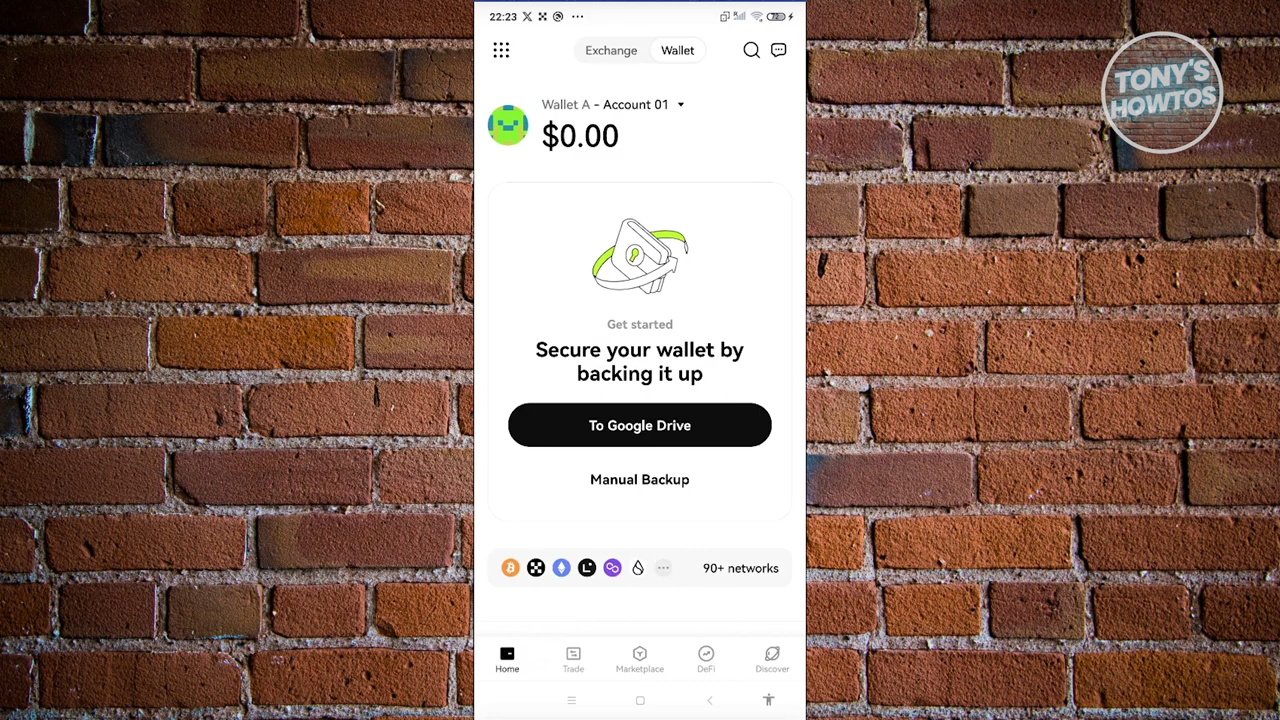 22:23
Exchange
Wallet
TONY'S
HOWTOS
Wallet A - Account 01
$0.00
Get started
Secure your wallet by
backing it up
To Google Drive
Manual Backup
90+ networks
Home
Trade
Marketplace
DeFi
Discover